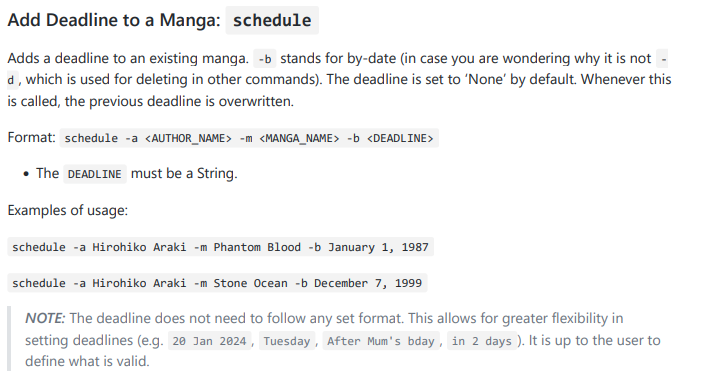 Add Deadline to a Manga: schedule
Adds a deadline to an existing manga. -b stands for by-date (in case you are wondering why it is not -
d, which is used for deleting in other commands). The deadline is set to ‘None’ by default. Whenever this
is called, the previous deadline is overwritten.
Format: schedule -a <AUTHOR_NAME> -m <MANGA_NAME> -b <DEADLINE>
• The DEADLINE must be a String.
Examples of usage:
schedule -a Hirohiko Araki -m Phantom Blood -b January 1, 1987
schedule -a Hirohiko Araki -m Stone Ocean -b December 7, 1999
NOTE: The deadline does not need to follow any set format. This allows for greater flexibility in
setting deadlines (e.g. 20 Jan 2024, Tuesday, After Mum's bday, in 2 days). It is up to the user to
define what is valid.